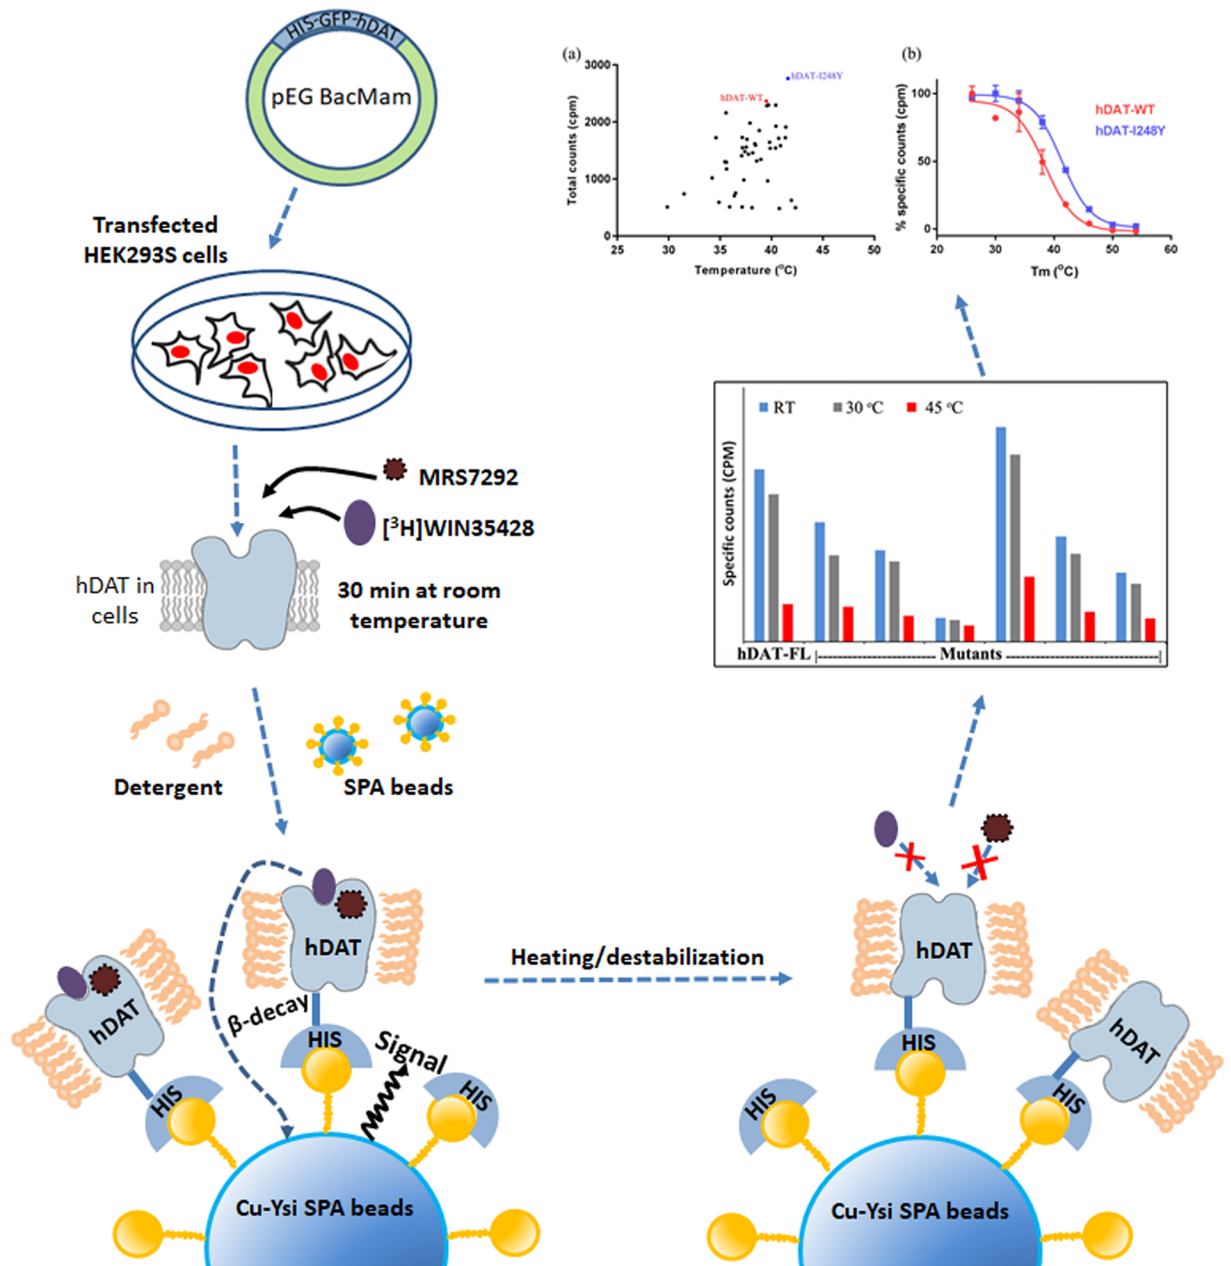 HIS-GFP-hDAT
pEG BacMam
Transfected
HEK293S cells
MRS7292
[³H]WIN35428
hDAT in
cells
30 min at room
temperature
Detergent
SPA beads
hDAT
hDAT
β-decay
HIS
Signal
HIS
HIS
Cu-Ysi SPA beads
Heating/destabilization
hDAT
hDAT
HIS
HIS
HIS
Cu-Ysi SPA beads
Specific counts (CPM)
RT
30 °C
45 °C
hDAT-FL
Mutants
(a)
Total counts (cpm)
3000
2000
1000
0
25
30
35
40
45
50
Temperature (°C)
hDAT-I248Y
hDAT-WT
(b)
% specific counts (cpm)
100
50
0
20
30
40
50
60
Tm (°C)
hDAT-WT
hDAT-I248Y